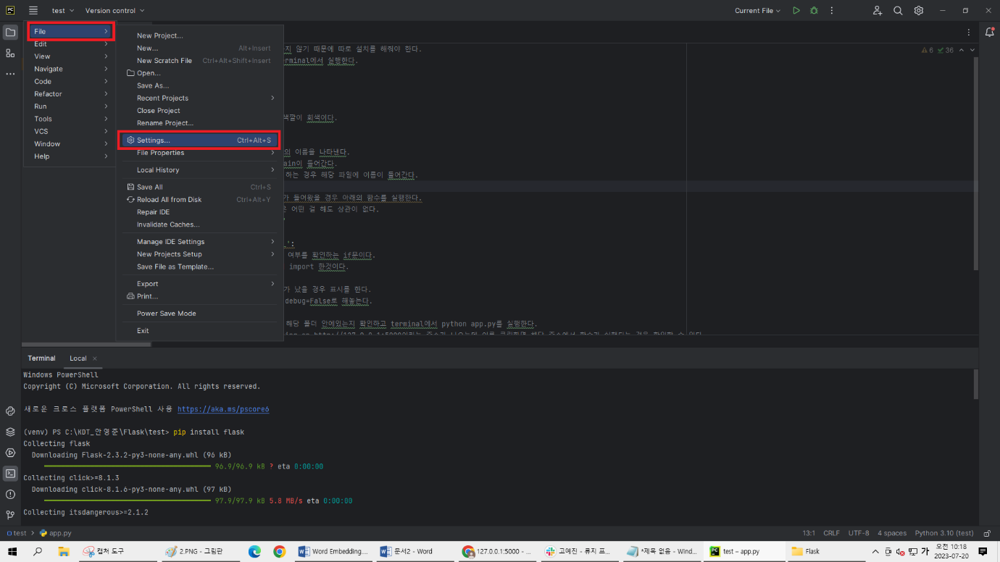 test
Version control
Current File
File
Edit
View
Navigate
Code
Refactor
Run
Tools
VCS
Window
Help
New Project...
New... Alt+Insert
New Scratch File Ctrl+Alt+Shift+Insert
Open...
Save As...
Recent Projects
Close Project
Rename Project...
Settings... Ctrl+Alt+S
File Properties
Local History
Save All Ctrl+S
Reload All from Disk Ctrl+Alt+Y
Repair IDE
Invalidate Caches...
Manage IDE Settings
New Projects Setup
Save File as Template...
Export
Print...
Power Save Mode
Exit
지 않기 때문에 따로 설치를 해줘야 한다.
6 36
rminal에서 실행한다.
색깔이 회색이다.
의 이름을 나타낸다.
ain이 들어간다.
하는 경우 해당 파일에 이름이 들어간다.
가 들어왔을 경우 아래의 함수를 실행한다.
은 어떤 걸 해도 상관이 없다.
_':
여부를 확인하는 if문이다.
import 한것이다.
가 났을 경우 표시를 한다.
debug=False로 해놓는다.
해당 폴더 안에있는지 확인하고 terminal에서 python app.py를 실행한다.
Terminal
Local
Windows PowerShell
Copyright (C) Microsoft Corporation. All rights reserved.
새로운 크로스 플랫폼 PowerShell 사용 https://aka.ms/pscore6
(venv) PS C:\KDT_안영준\Flask\test> pip install flask
Collecting flask
Downloading Flask-2.3.2-py3-none-any.whl (96 kB)
96.9/96.9 kB ? eta 0:00:00
Collecting click>=8.1.3
Downloading click-8.1.6-py3-none-any.whl (97 kB)
97.9/97.9 kB 5.8 MB/s eta 0:00:00
Collecting itsdangerous>=2.1.2
test > app.py
13:1 CRLF UTF-8 4 spaces Python 3.10 (test)
캡처 도구
2.PNG - 그림판
Word Embedding....
문서2 - Word
127.0.0.1:5000 - ...
고예진 - 류지 프...
*제목 없음 - Wind...
test – app.py
Flask
가
오전 10:18
2023-07-20